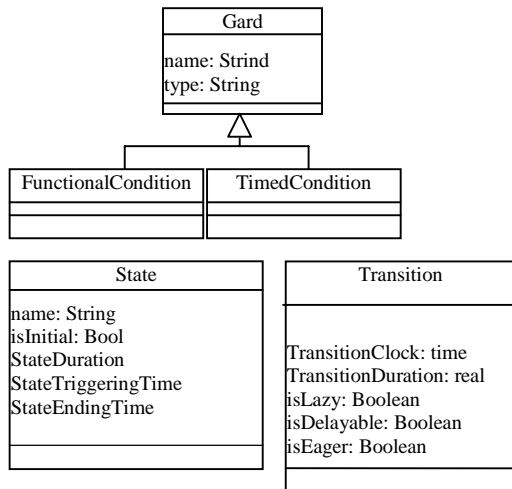 Gard
name: Strind
type: String
FunctionalCondition
TimedCondition
State
name: String
isInitial: Bool
StateDuration
StateTriggeringTime
StateEndingTime
Transition
TransitionClock: time
TransitionDuration: real
isLazy: Boolean
isDelayable: Boolean
isEager: Boolean